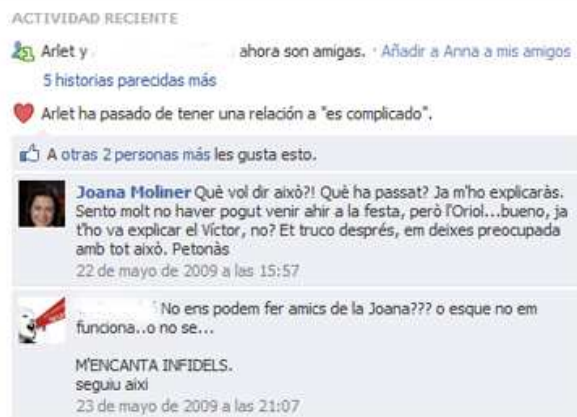 ACTIVIDAD RECIENTE
Arlet y ahora son amigas. · Añadir a Anna a mis amigos
5 historias parecidas más
Arlet ha pasado de tener una relación a "es complicado".
A otras 2 personas más les gusta esto.
Joana Moliner Què vol dir això?! Què ha passat? Ja m'ho explicaràs.
Sento molt no haver pogut venir ahir a la festa, però l'Oriol...bueno, ja
t'ho va explicar el Víctor, no? Et truco després, em deixes preocupada
amb tot això. Petonàs
22 de mayo de 2009 a las 15:57
No ens podem fer amics de la Joana??? o esque no em
funciona..o no se...
M'ENCANTA INFIDELS.
seguiu aixi
23 de mayo de 2009 a las 21:07